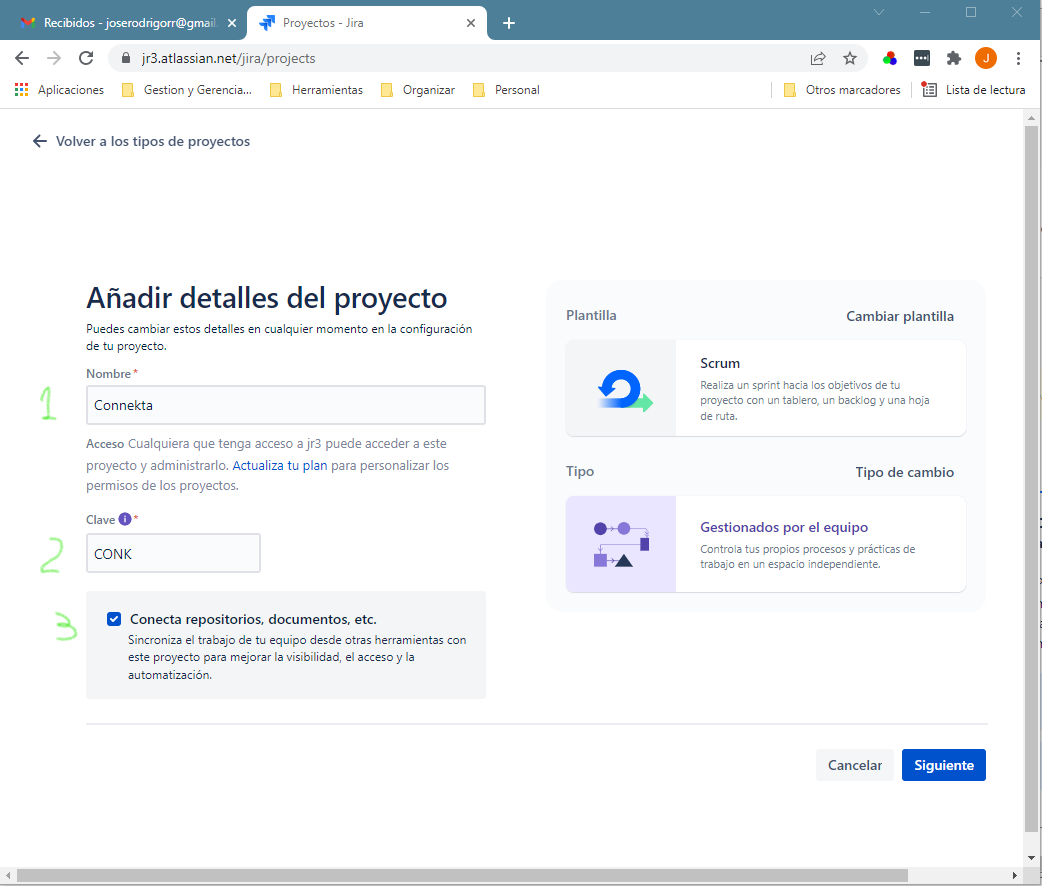 Recibidos - joserodrigorr@gmail.
Proyectos - Jira
jr3.atlassian.net/jira/projects
J
Aplicaciones
Gestion y Gerencia...
Herramientas
Organizar
Personal
Otros marcadores
Lista de lectura
Volver a los tipos de proyectos
Añadir detalles del proyecto
Puedes cambiar estos detalles en cualquier momento en la configuración
de tu proyecto.
Nombre*
1
Connekta
Acceso Cualquiera que tenga acceso a jr3 puede acceder a este
proyecto y administrarlo. Actualiza tu plan para personalizar los
permisos de los proyectos.
Clave i *
2
CONK
3
Conecta repositorios, documentos, etc.
Sincroniza el trabajo de tu equipo desde otras herramientas con
este proyecto para mejorar la visibilidad, el acceso y la
automatización.
Plantilla
Cambiar plantilla
Scrum
Realiza un sprint hacia los objetivos de tu
proyecto con un tablero, un backlog y una hoja
de ruta.
Tipo
Tipo de cambio
Gestionados por el equipo
Controla tus propios procesos y prácticas de
trabajo en un espacio independiente.
Cancelar
Siguiente